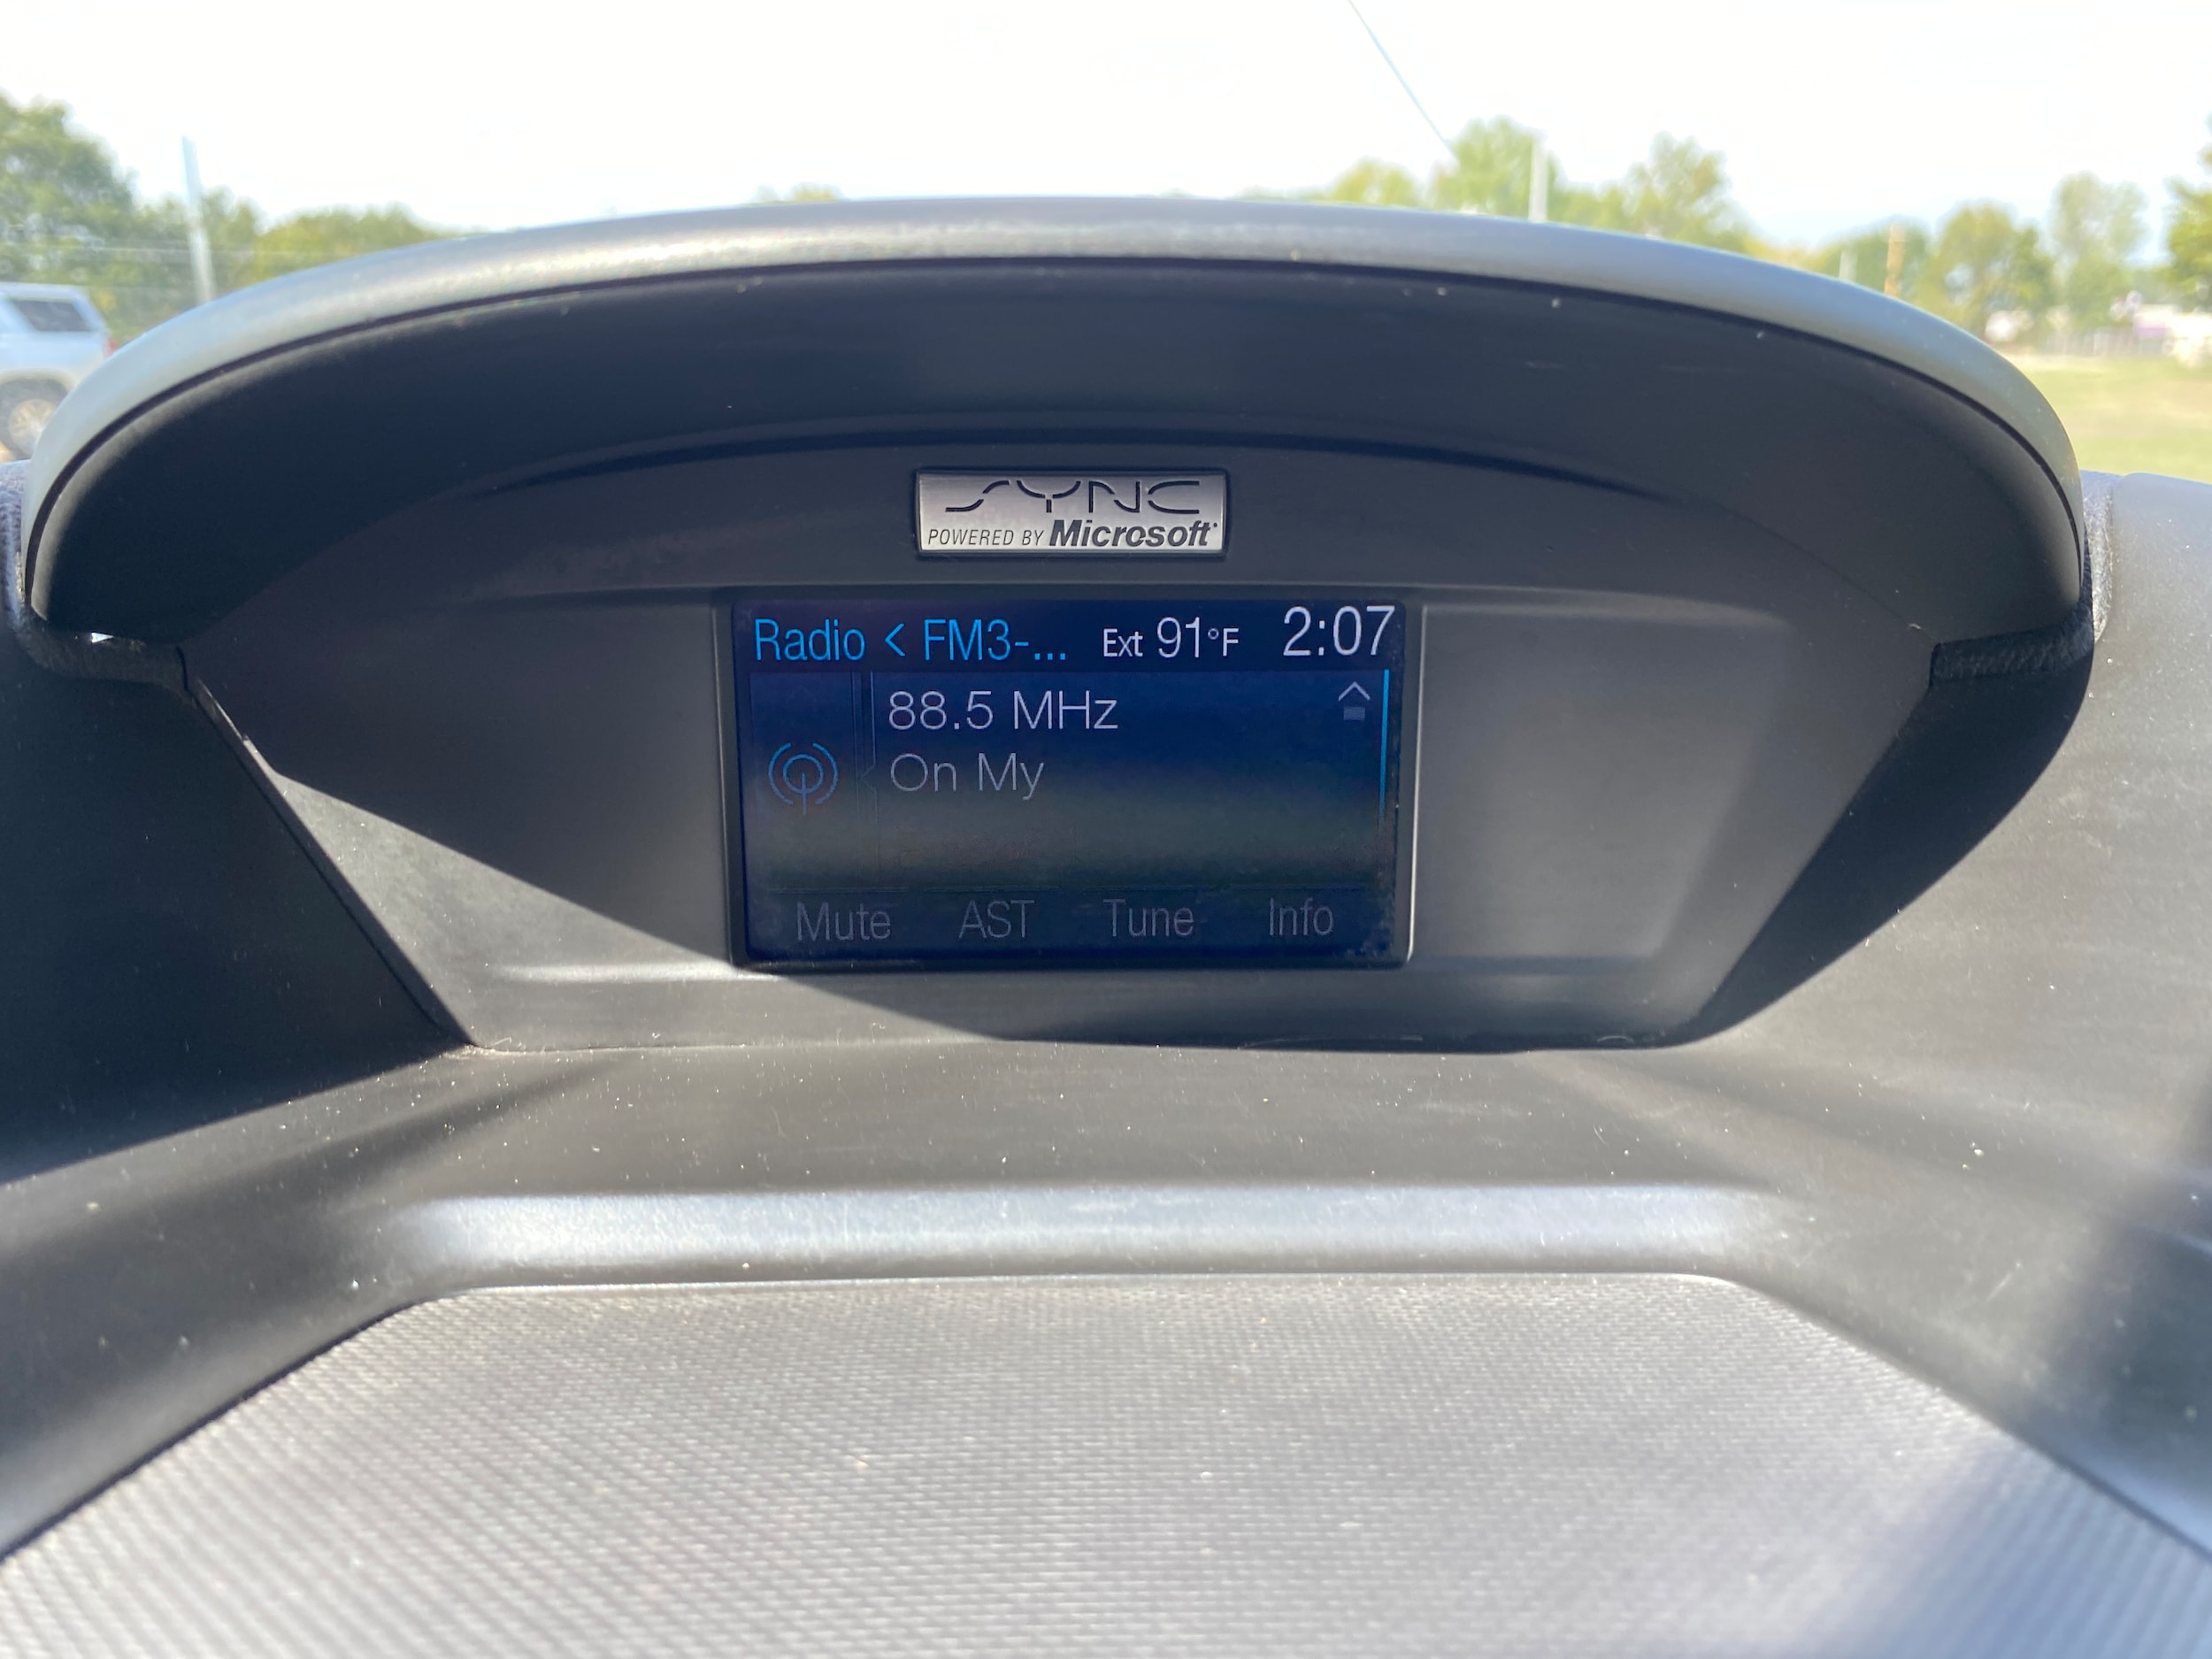 SYNC
POWERED BY Microsoft
Radio < FM3-... Ext 91°F 2:07
88.5 MHz
On My
Mute AST Tune Info